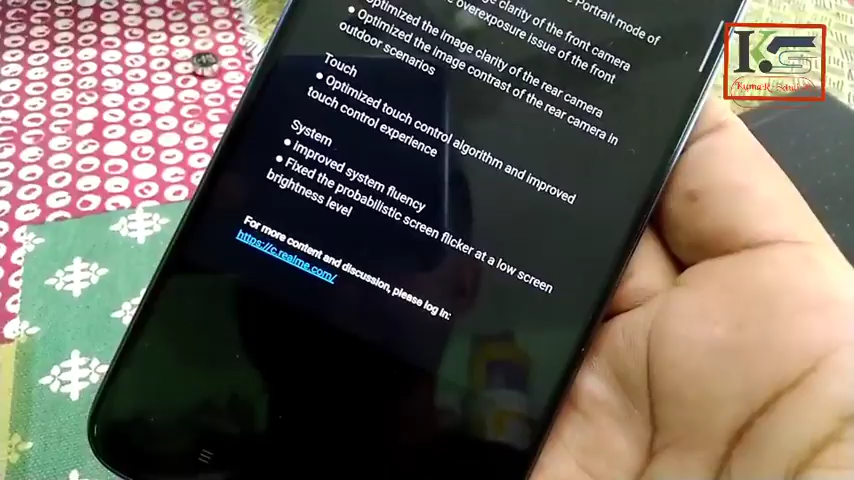 Portrait mode of
ge clarity of the front camera
e overexposure issue of the front
• Optimized the image clarity of the rear camera
• Optimized the image contrast of the rear camera in
outdoor scenarios
Touch
• Optimized touch control algorithm and improved
touch control experience
System
• Improved system fluency
• Fixed the probabilistic screen flicker at a low screen
brightness level
For more content and discussion, please log in:
https://c.realme.com/
KS